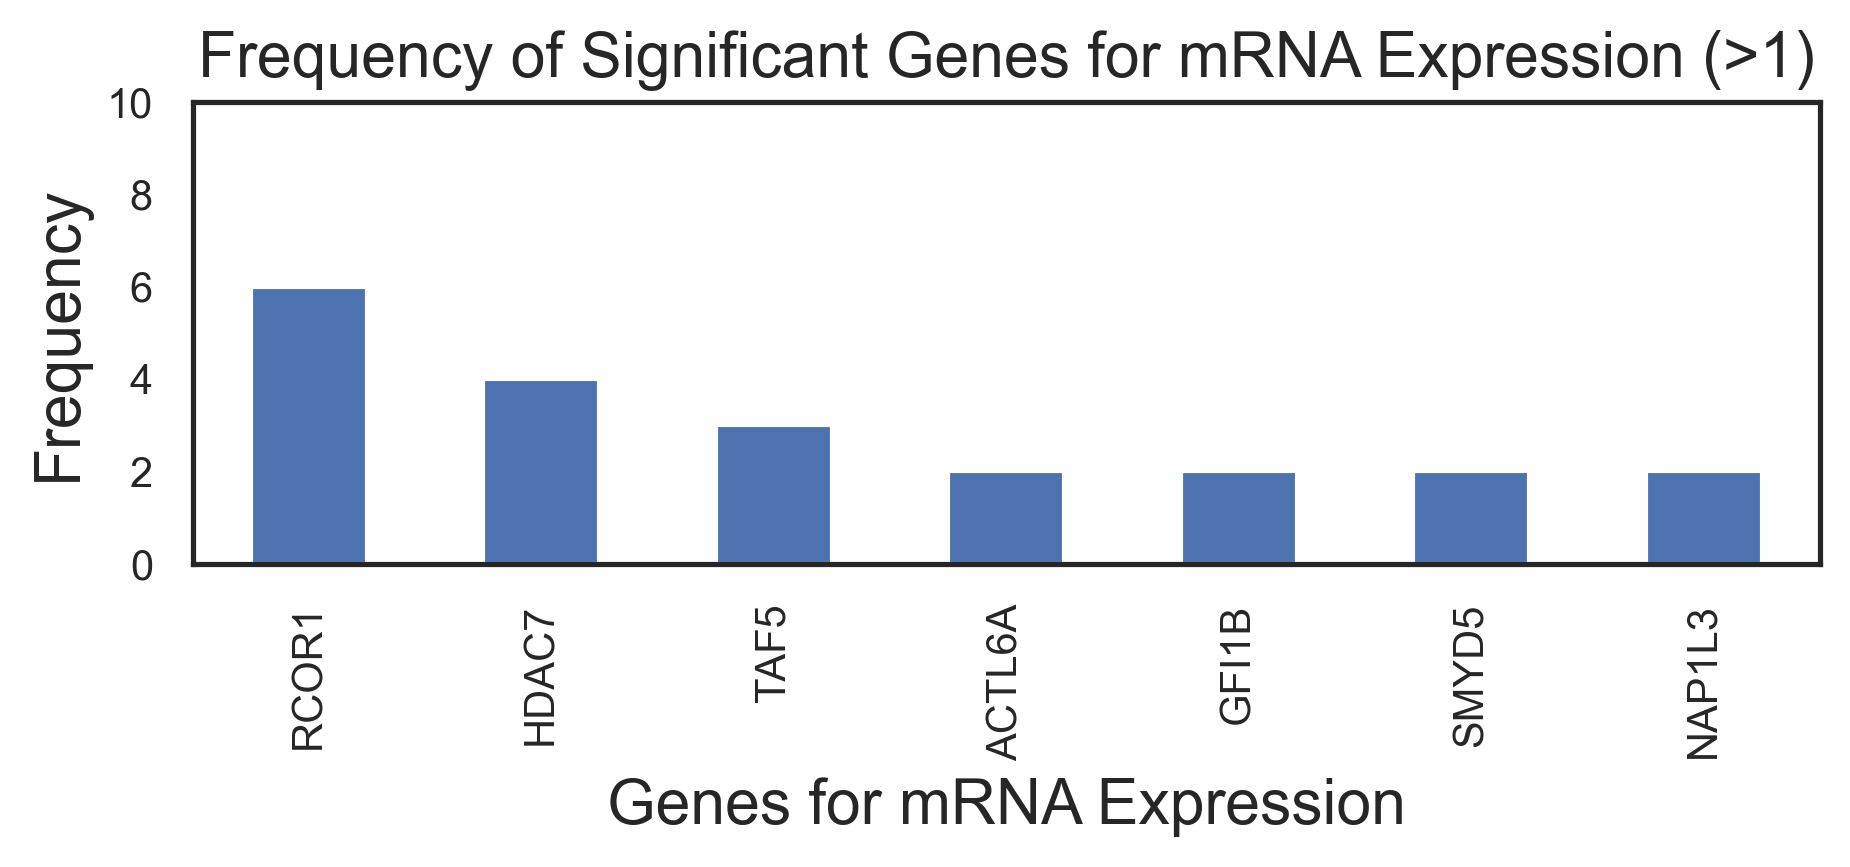 Frequency of Significant Genes for mRNA Expression (>1)
Frequency
10
8
6
4
2
0
RCOR1
HDAC7
TAF5
ACTL6A
GFI1B
SMYD5
NAP1L3
Genes for mRNA Expression